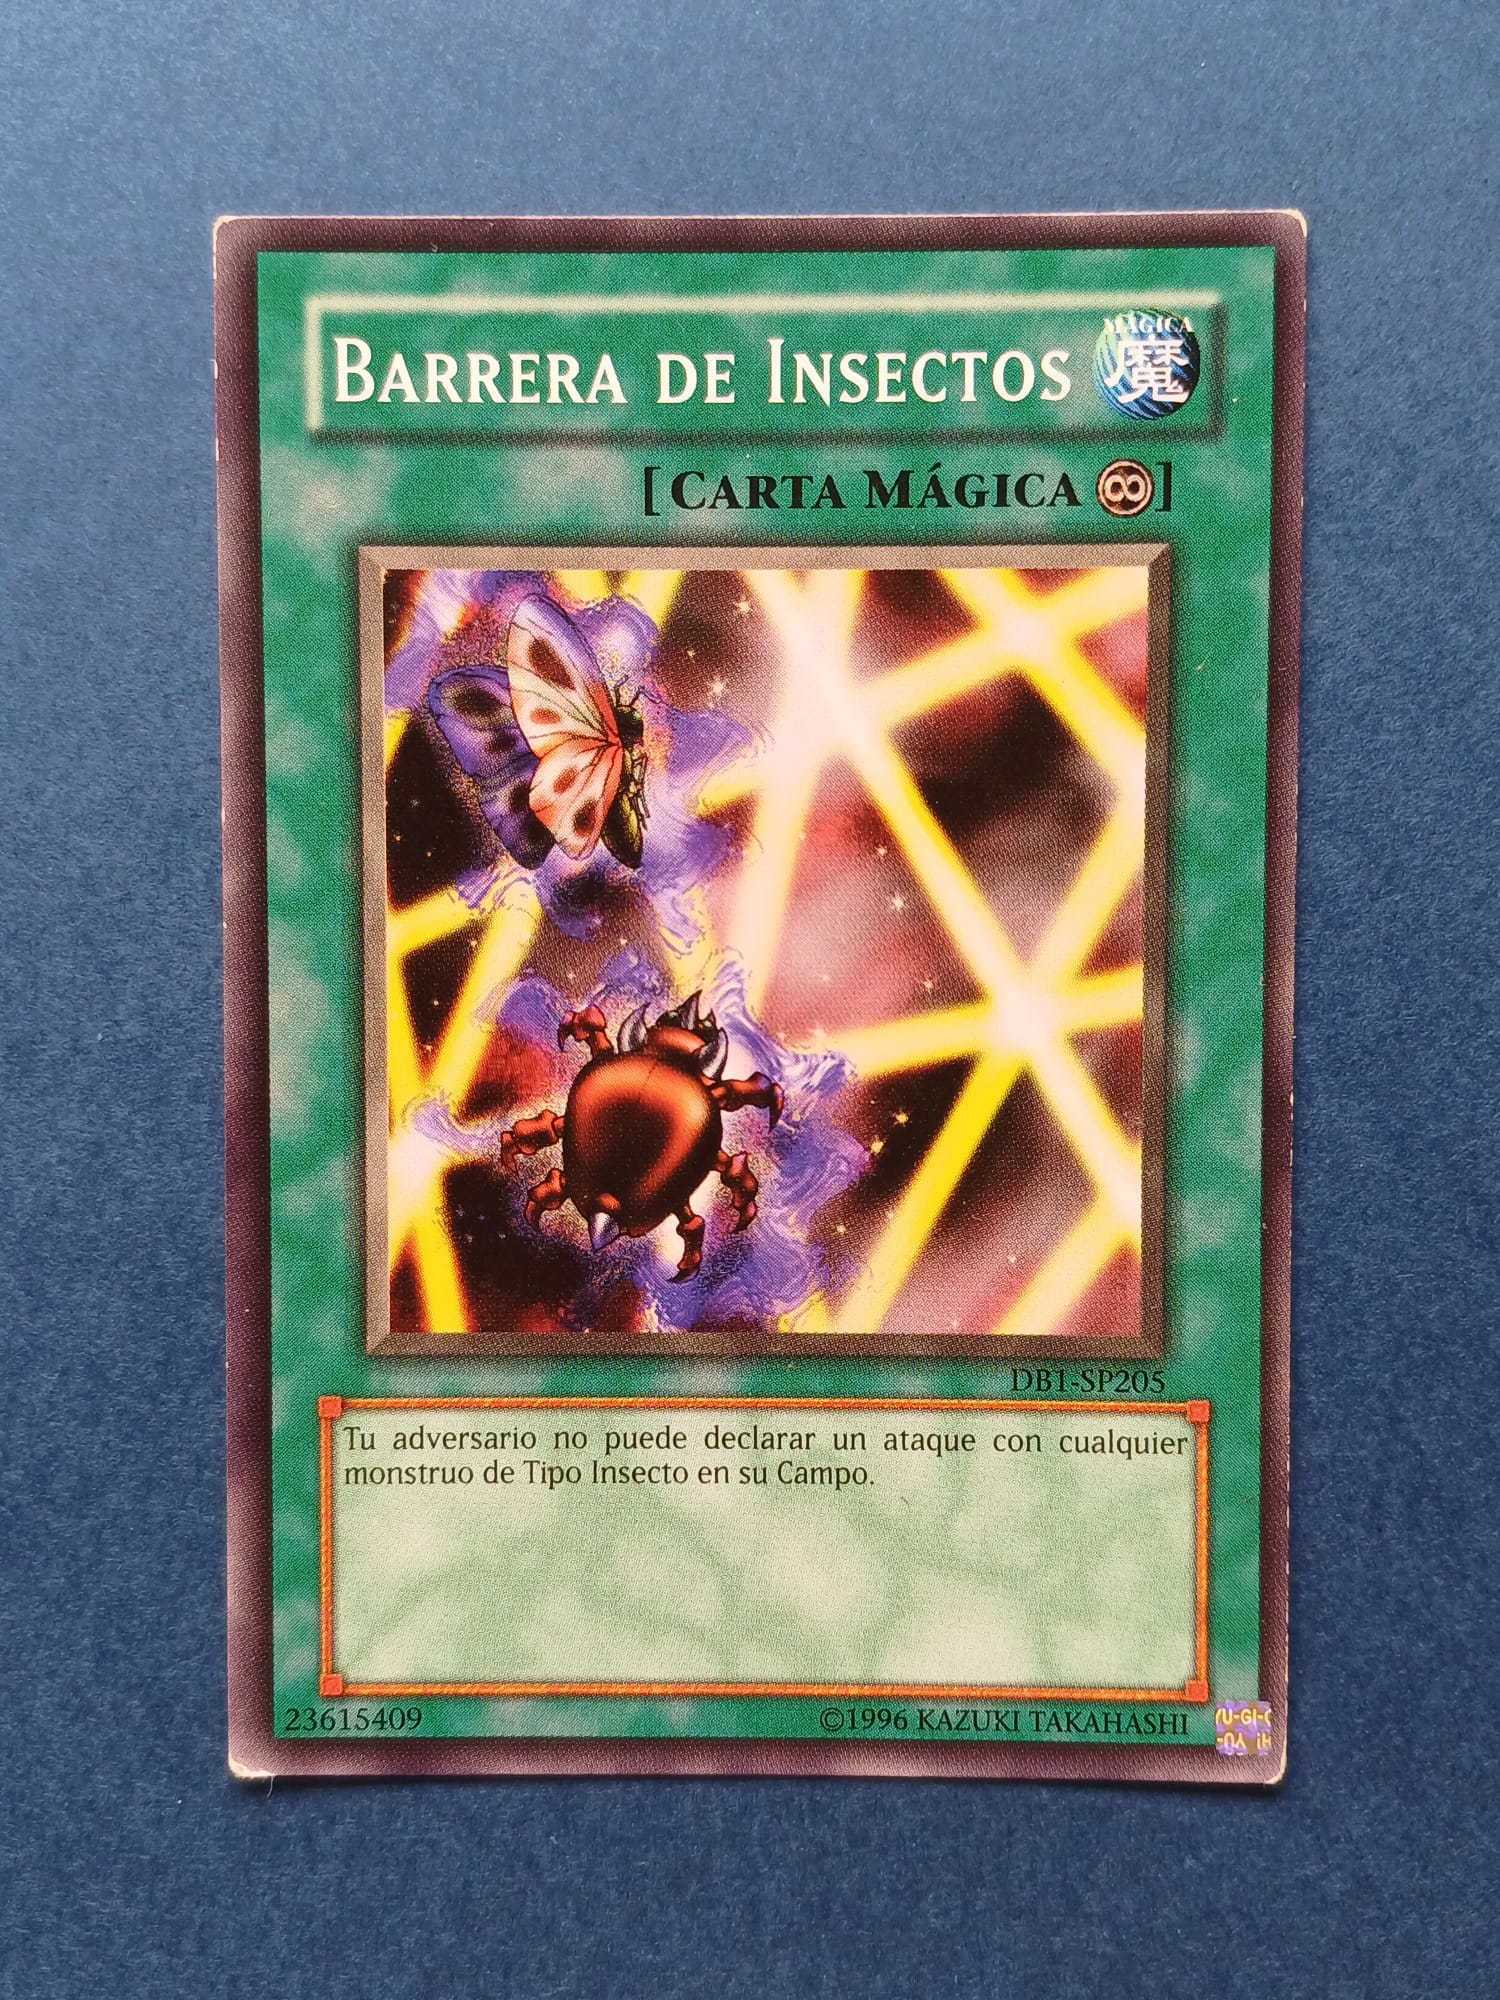 BARRERA DE INSECTOS
MÁGICA
魔
[CARTA MÁGICA ]
DB1-SP205
Tu adversario no puede declarar un ataque con cualquier
monstruo de Tipo Insecto en su Campo.
23615409
©1996 KAZUKI TAKAHASHI